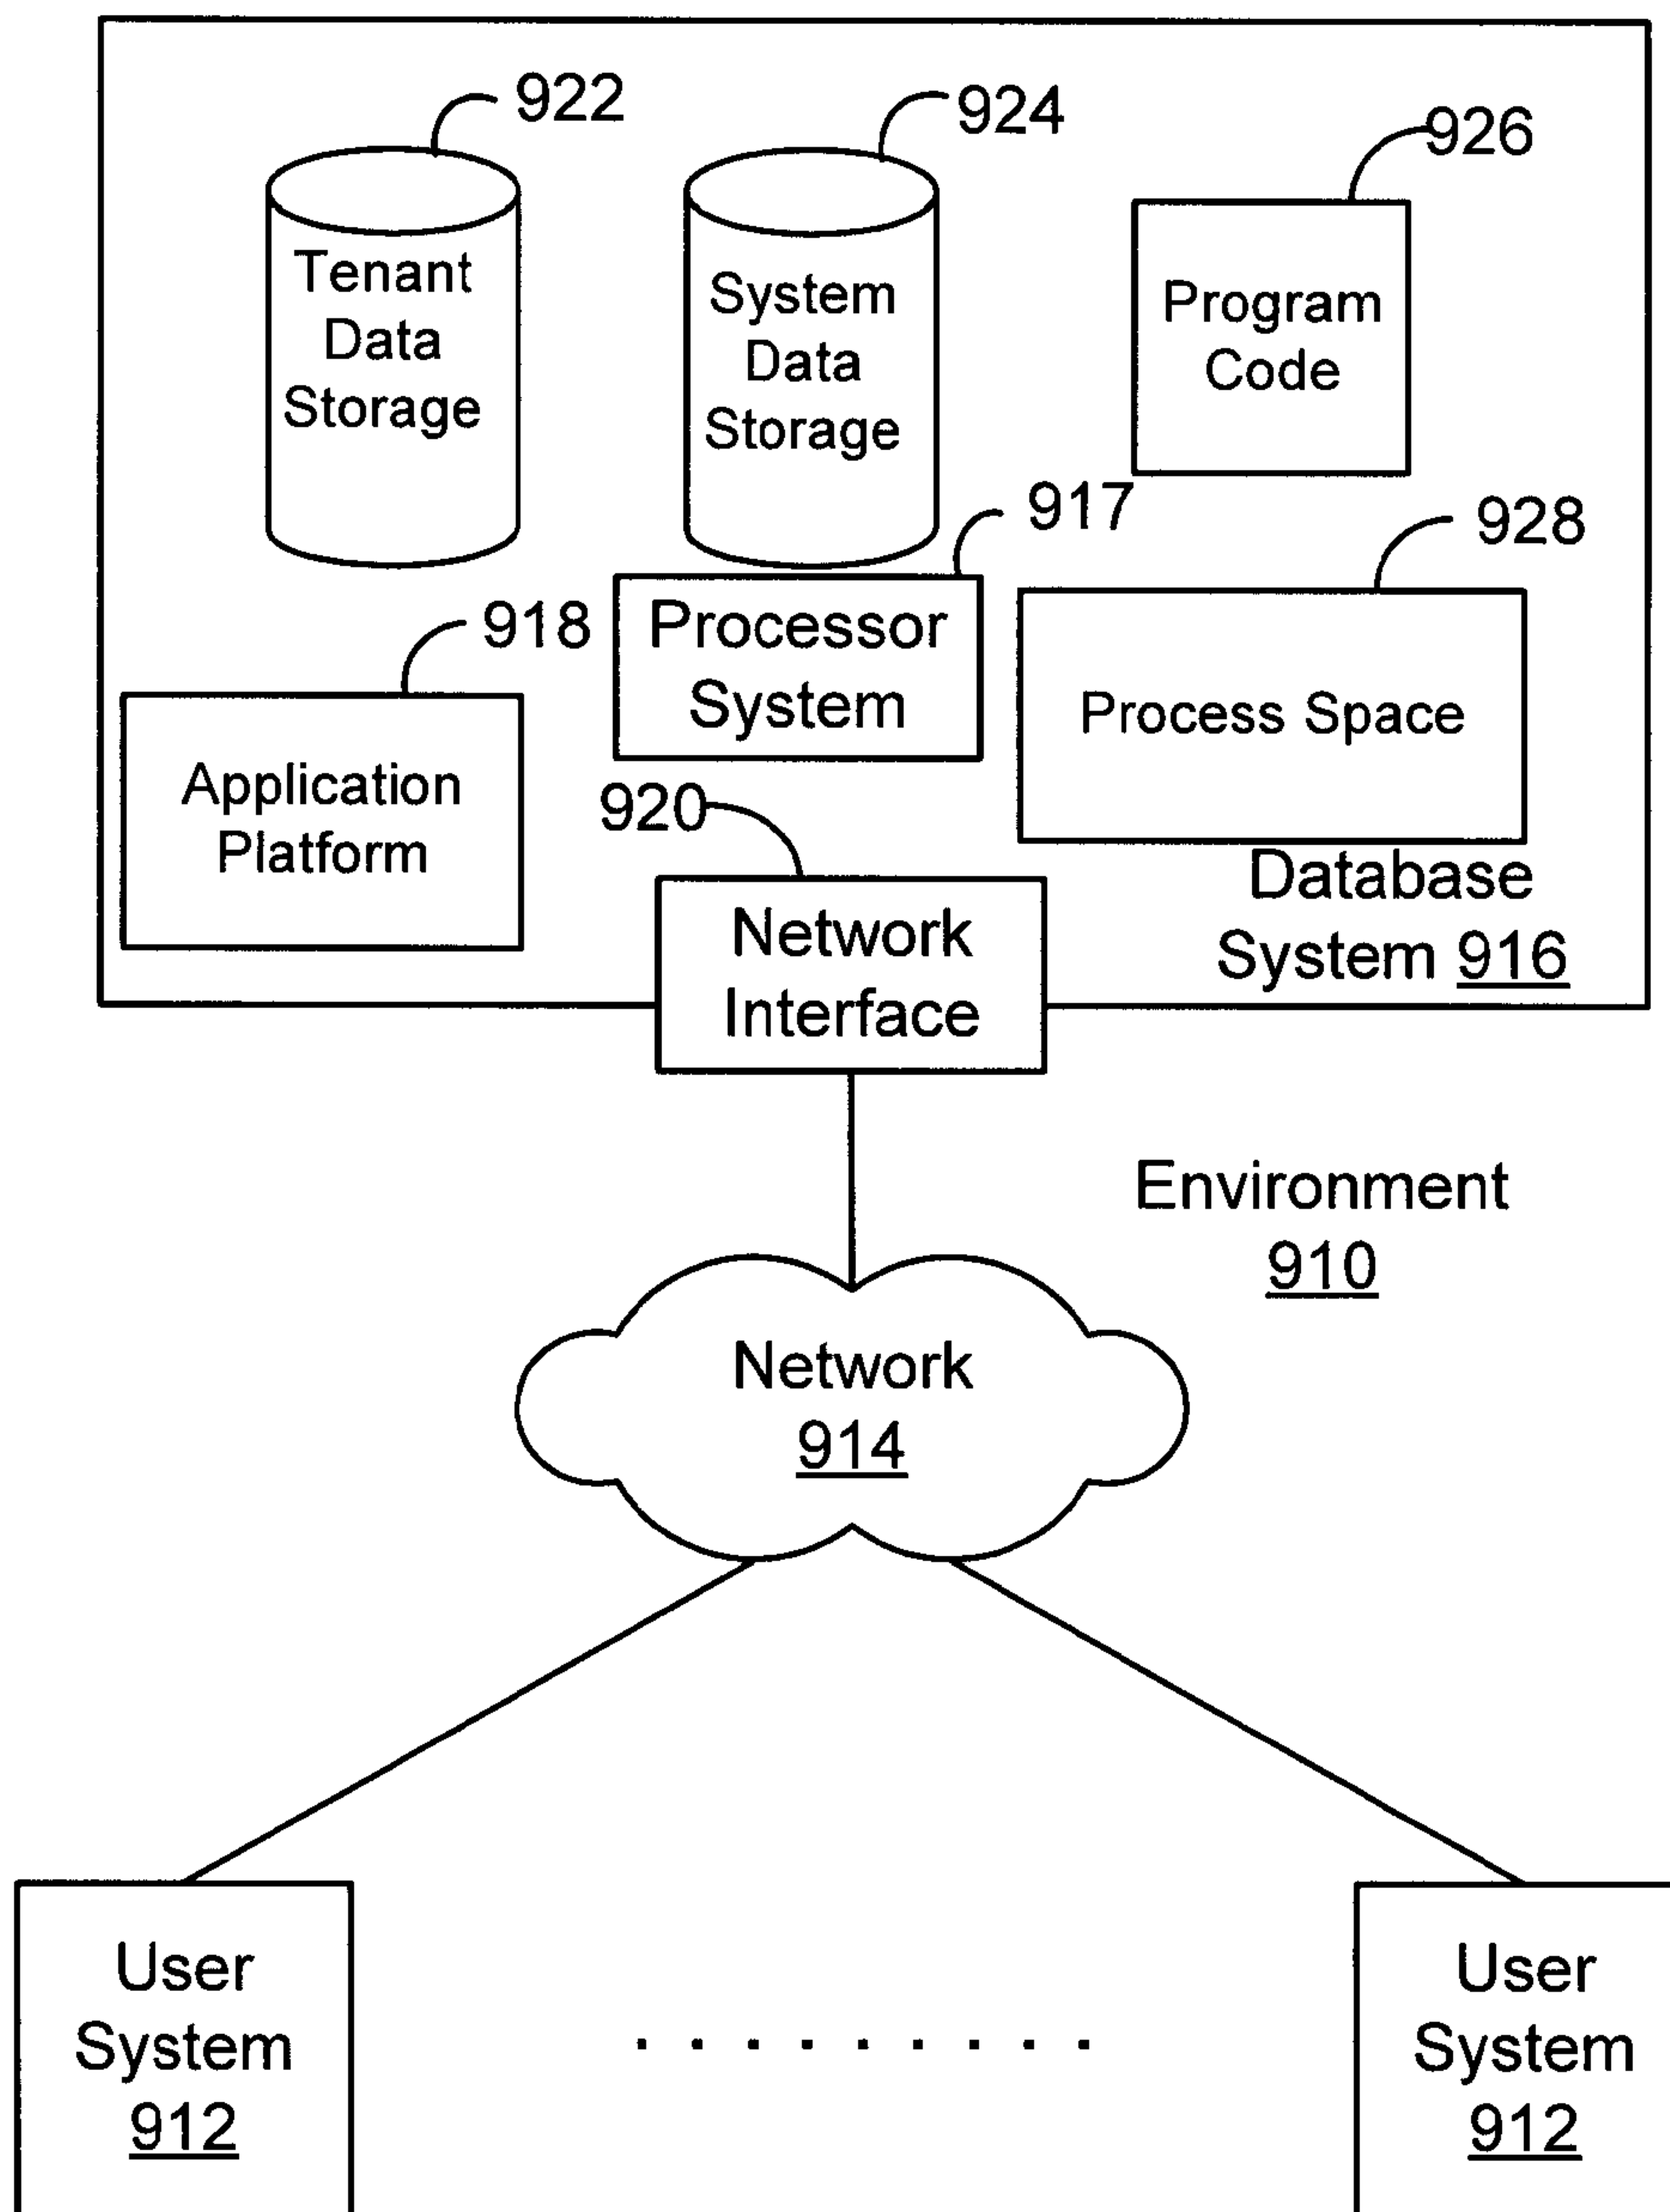 922
924
926
Tenant
Data
Storage
System
Data
Storage
Program
Code
917
928
918
Processor
System
Process Space
Application
Platform
920
Database
System 916
Network
Interface
Environment
910
Network
914
User
System
912
User
System
912